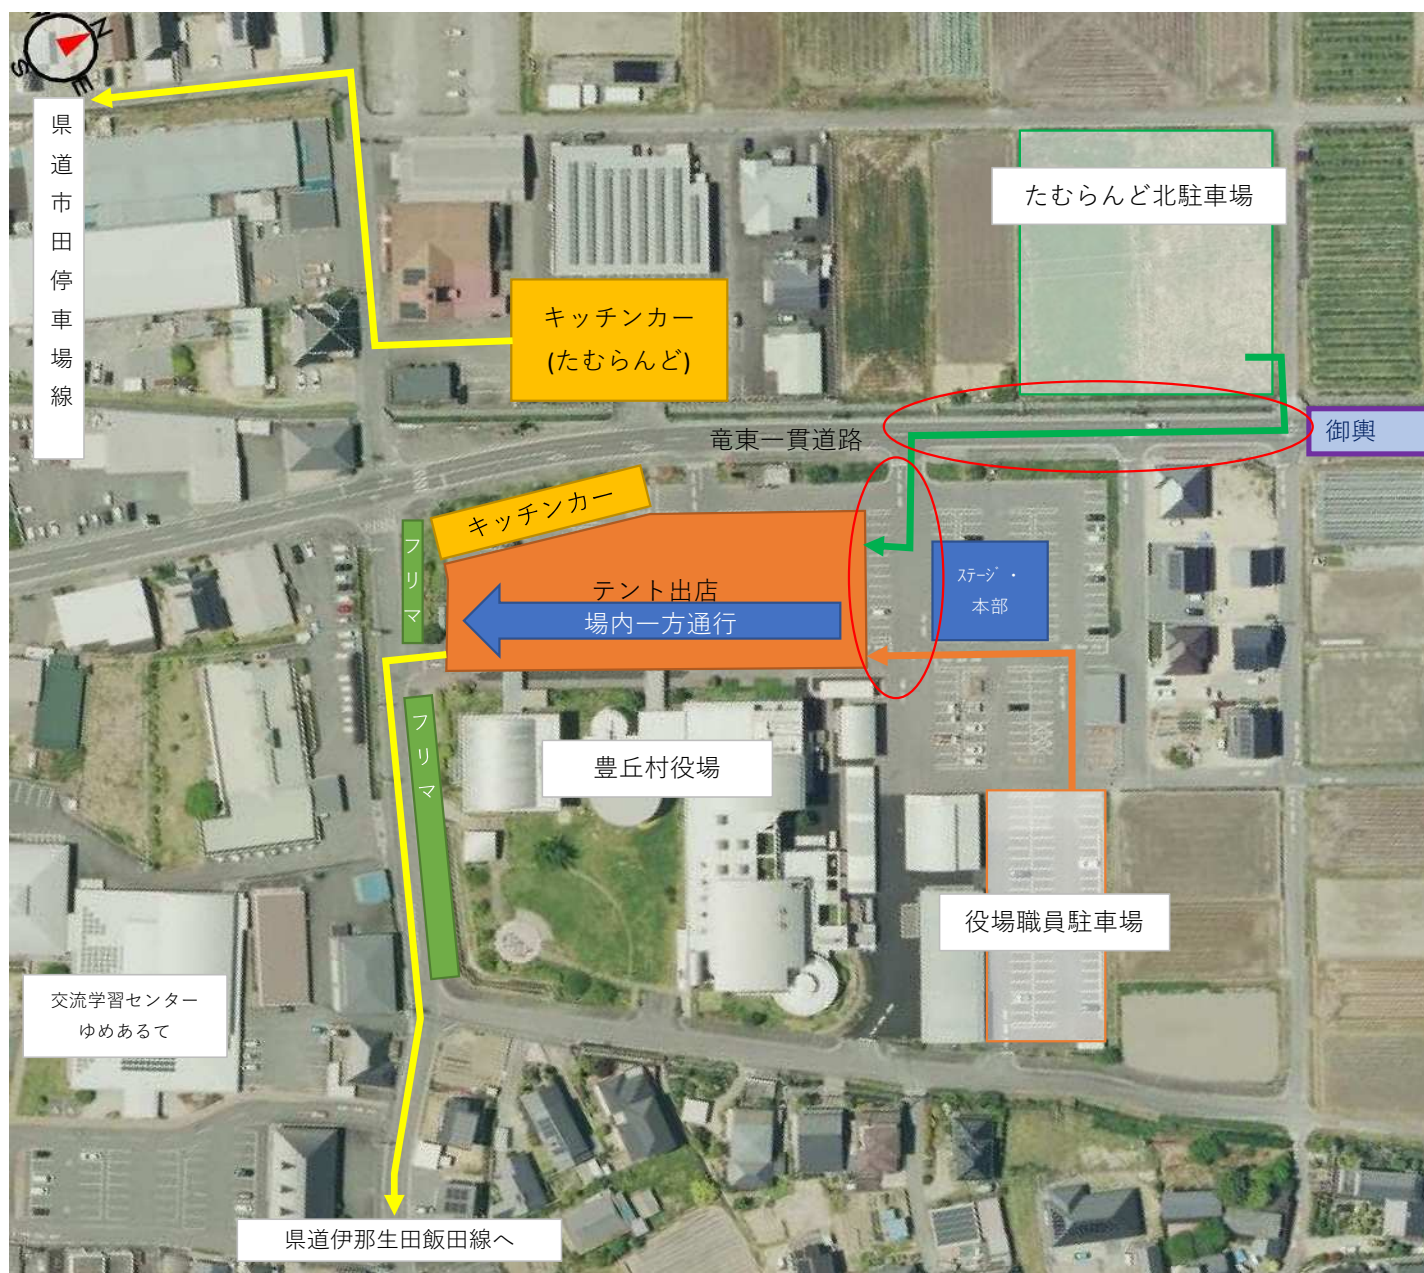 N
S
E
県道市田停車場線
たむらんど北駐車場
キッチンカー
(たむらんど)
竜東一貫道路
御輿
キッチンカー
フリマ
テント出店
場内一方通行
ｽﾃｰｼﾞ・
本部
フリマ
豊丘村役場
役場職員駐車場
交流学習センター
ゆめあるて
県道伊那生田飯田線へ